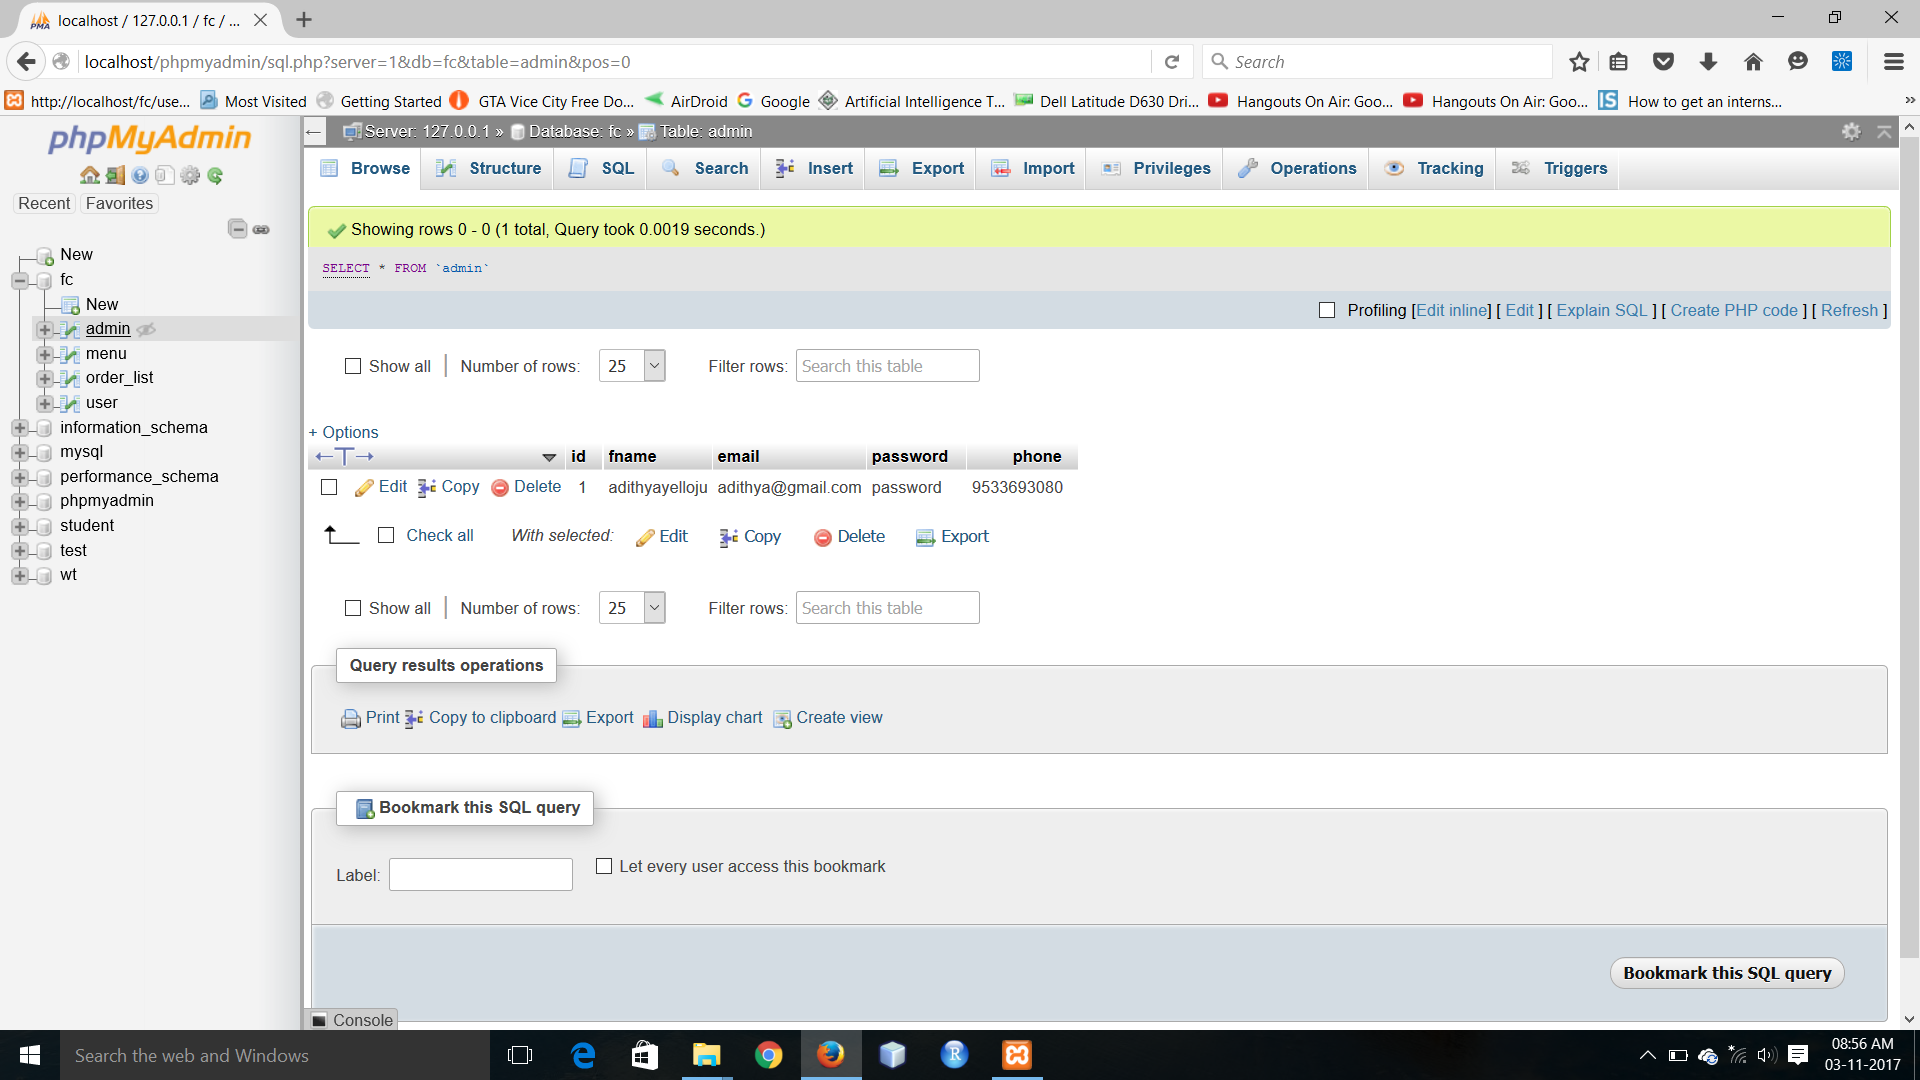 localhost / 127.0.0.1 / fc / ...
localhost/phpmyadmin/sql.php?server=1&db=fc&table=admin&pos=0
Search
http://localhost/fc/use...
Most Visited
Getting Started
GTA Vice City Free Do...
AirDroid
Google
Artificial Intelligence T...
Dell Latitude D630 Dri...
Hangouts On Air: Goo...
Hangouts On Air: Goo...
How to get an interns...
phpMyAdmin
Recent
Favorites
New
fc
New
admin
menu
order_list
user
information_schema
mysql
performance_schema
phpmyadmin
student
test
wt
Server: 127.0.0.1 » Database: fc » Table: admin
Browse
Structure
SQL
Search
Insert
Export
Import
Privileges
Operations
Tracking
Triggers
Showing rows 0 - 0 (1 total, Query took 0.0019 seconds.)
SELECT * FROM `admin`
Profiling [Edit inline] [ Edit ] [ Explain SQL ] [ Create PHP code ] [ Refresh ]
Show all | Number of rows: 25 Filter rows: Search this table
+ Options
←T→ id fname email password phone
Edit Copy Delete 1 adithyayelloju adithya@gmail.com password 9533693080
Check all With selected: Edit Copy Delete Export
Show all | Number of rows: 25 Filter rows: Search this table
Query results operations
Print Copy to clipboard Export Display chart Create view
Bookmark this SQL query
Label: Let every user access this bookmark
Bookmark this SQL query
Console
Search the web and Windows
08:56 AM
03-11-2017